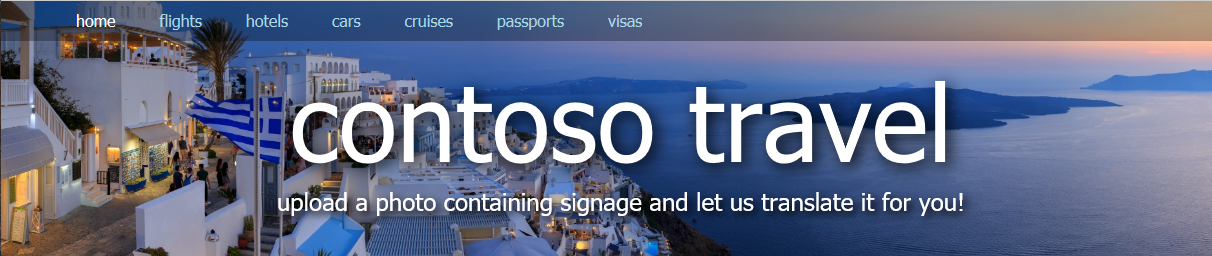 home flights hotels cars cruises passports visas
contoso travel
upload a photo containing signage and let us translate it for you!